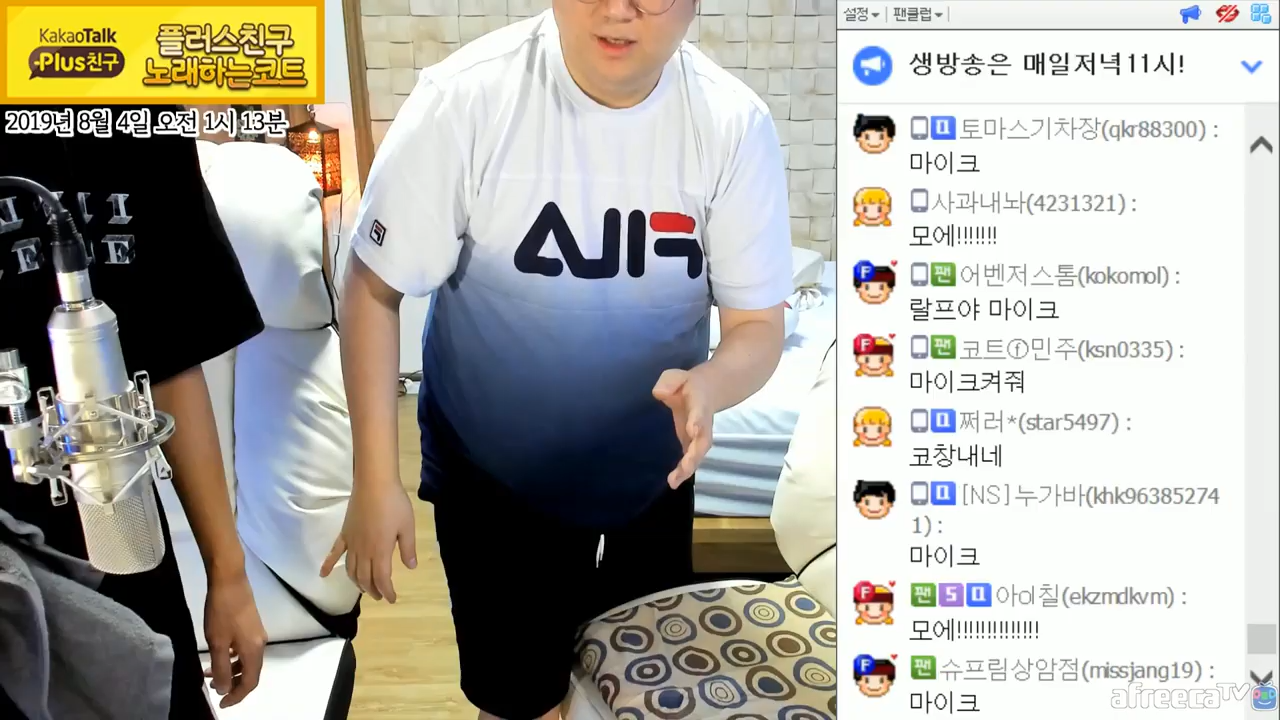 KakaoTalk
Plus친구
플러스친구
노래하는코트
2019년 8월 4일 오전 1시 13분
FILA
설정
팬클럽
생방송은 매일저녁11시!
토마스기차장(qkr88300) :
마이크
사과내놔(4231321) :
모에!!!!!!!
팬 어벤저스톰(kokomol) :
랄프야 마이크
팬 코트ⓕ민주(ksn0335) :
마이크켜줘
쩌러*(star5497) :
코창내네
[NS]누가바(khk96385274
1) :
마이크
팬 S 아이칠(ekzmdkvm) :
모에!!!!!!!!!!!!!
팬 슈프림상암점(missjang19) :
마이크
afreecaTV